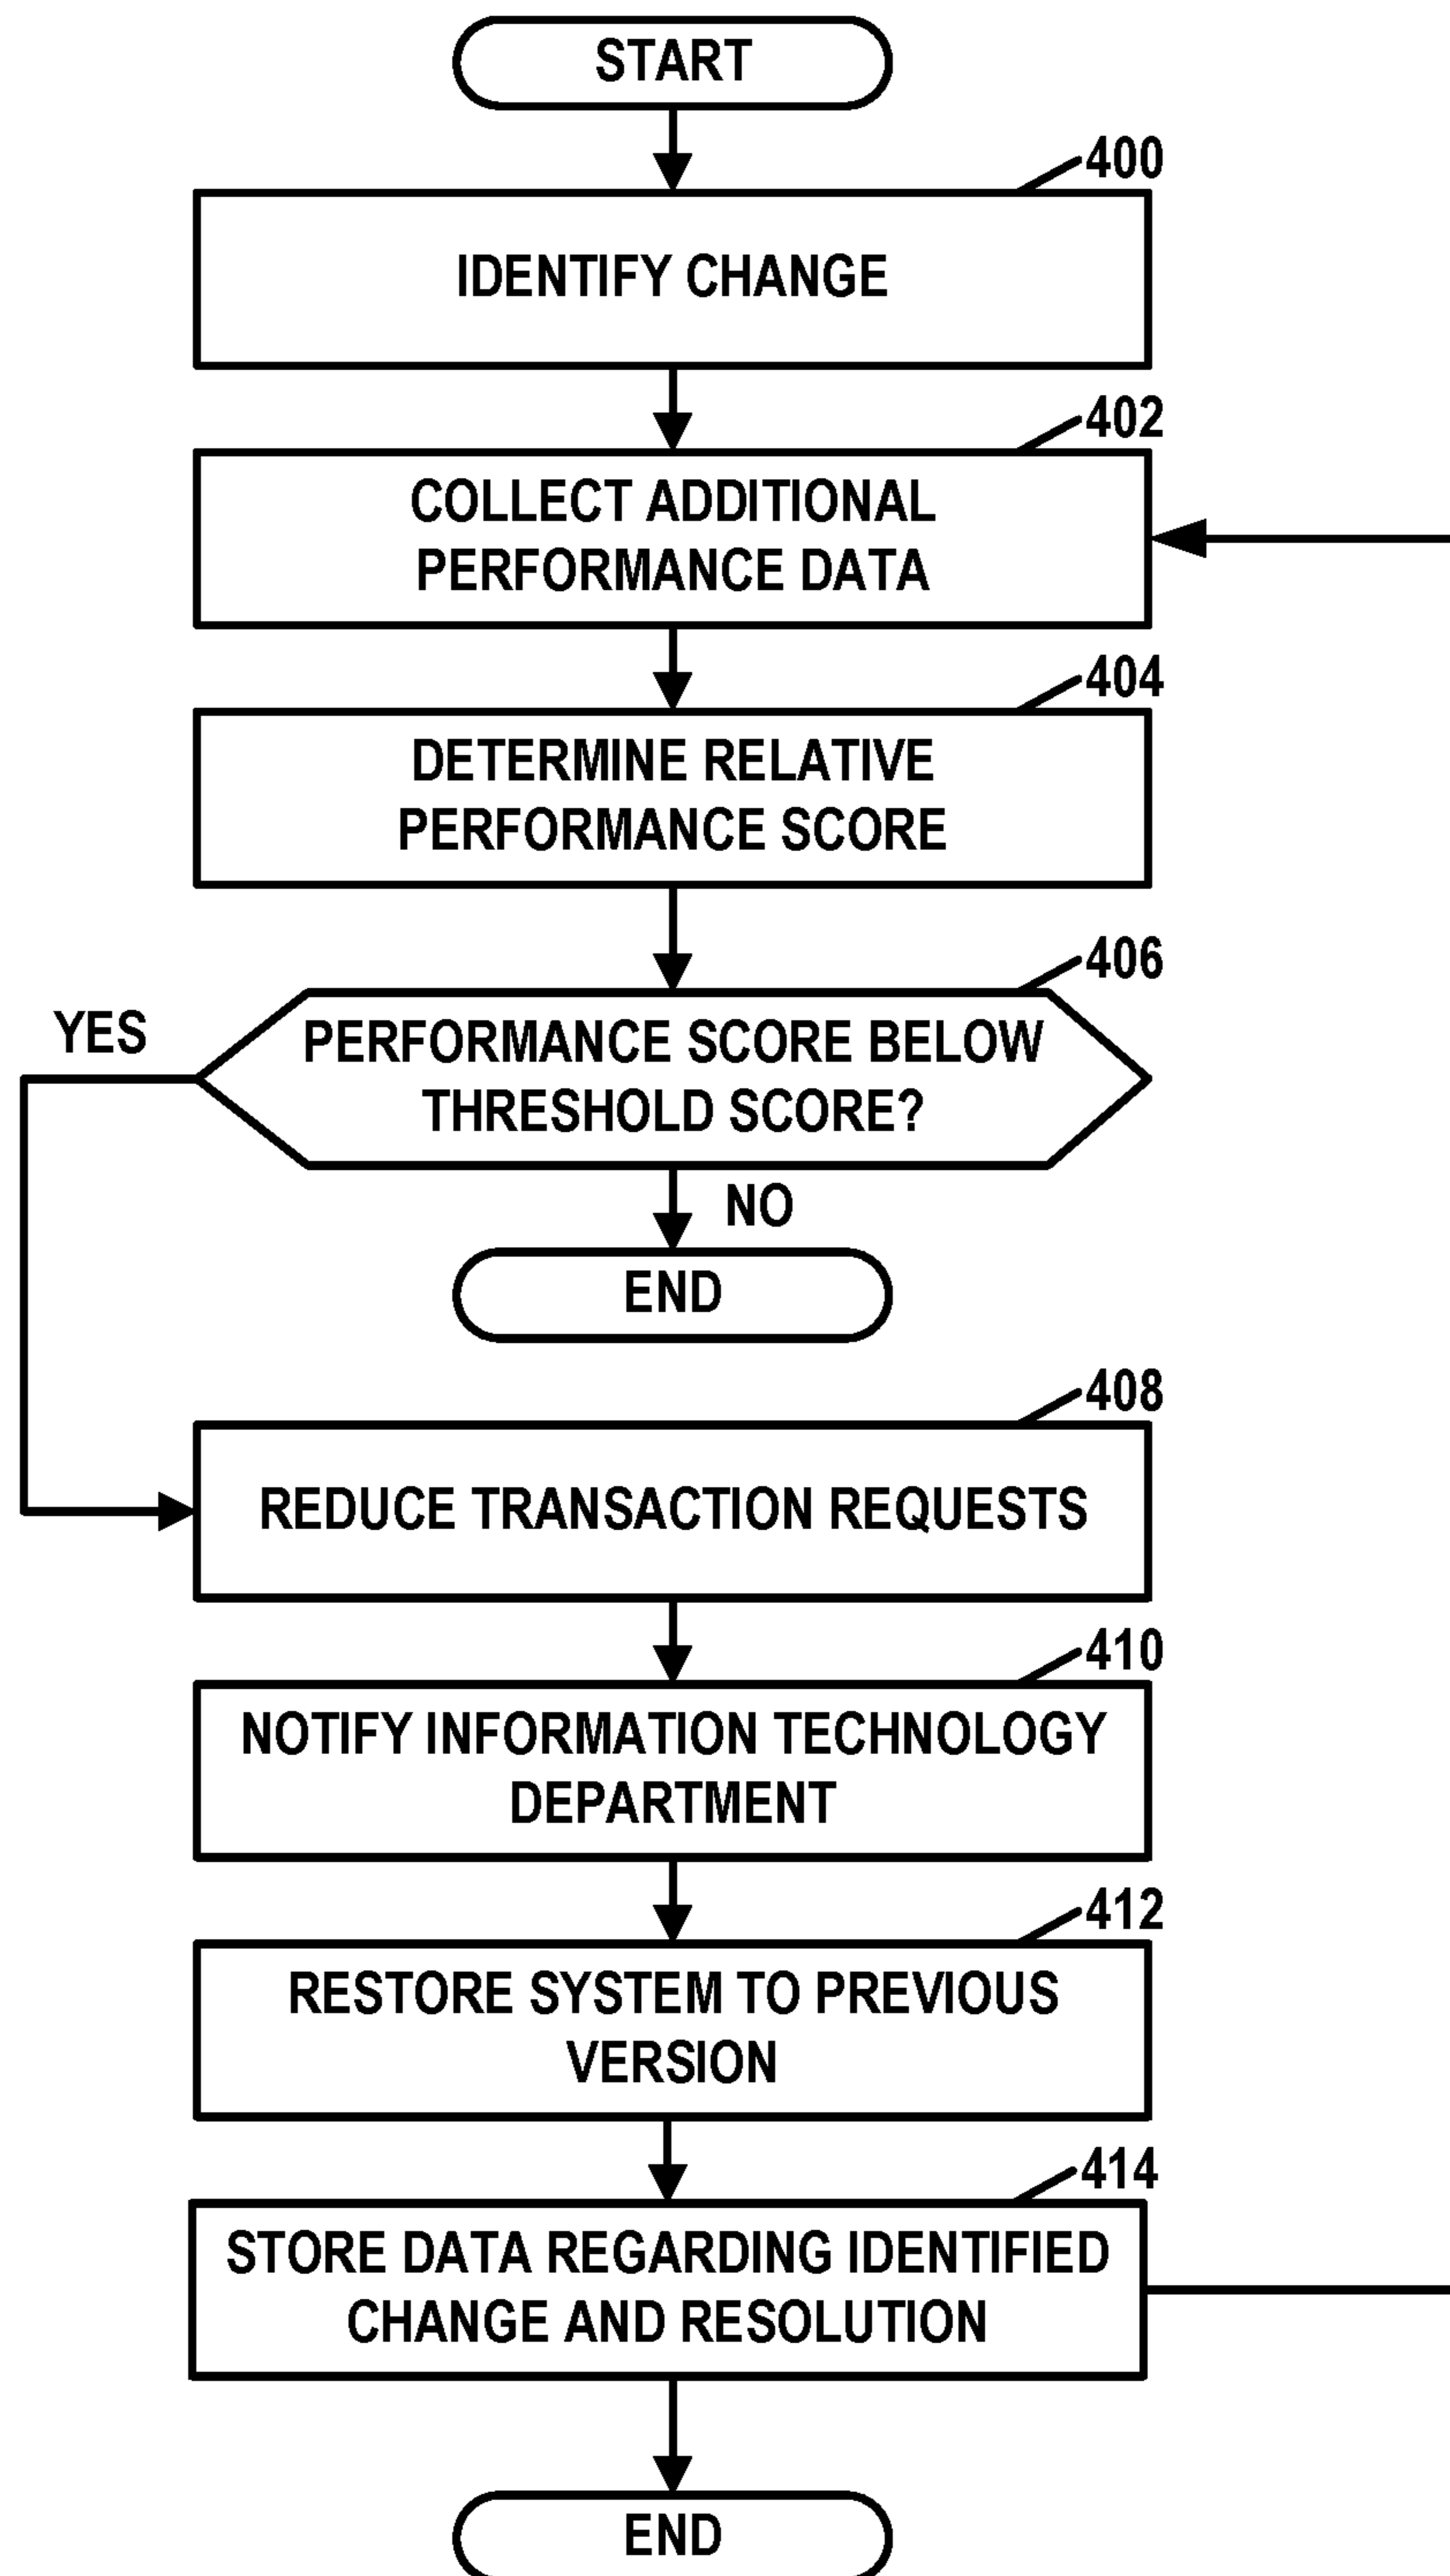 START
400
IDENTIFY CHANGE
402
COLLECT ADDITIONAL
PERFORMANCE DATA
404
DETERMINE RELATIVE
PERFORMANCE SCORE
406
YES
PERFORMANCE SCORE BELOW
THRESHOLD SCORE?
NO
END
408
REDUCE TRANSACTION REQUESTS
410
NOTIFY INFORMATION TECHNOLOGY
DEPARTMENT
412
RESTORE SYSTEM TO PREVIOUS
VERSION
414
STORE DATA REGARDING IDENTIFIED
CHANGE AND RESOLUTION
END